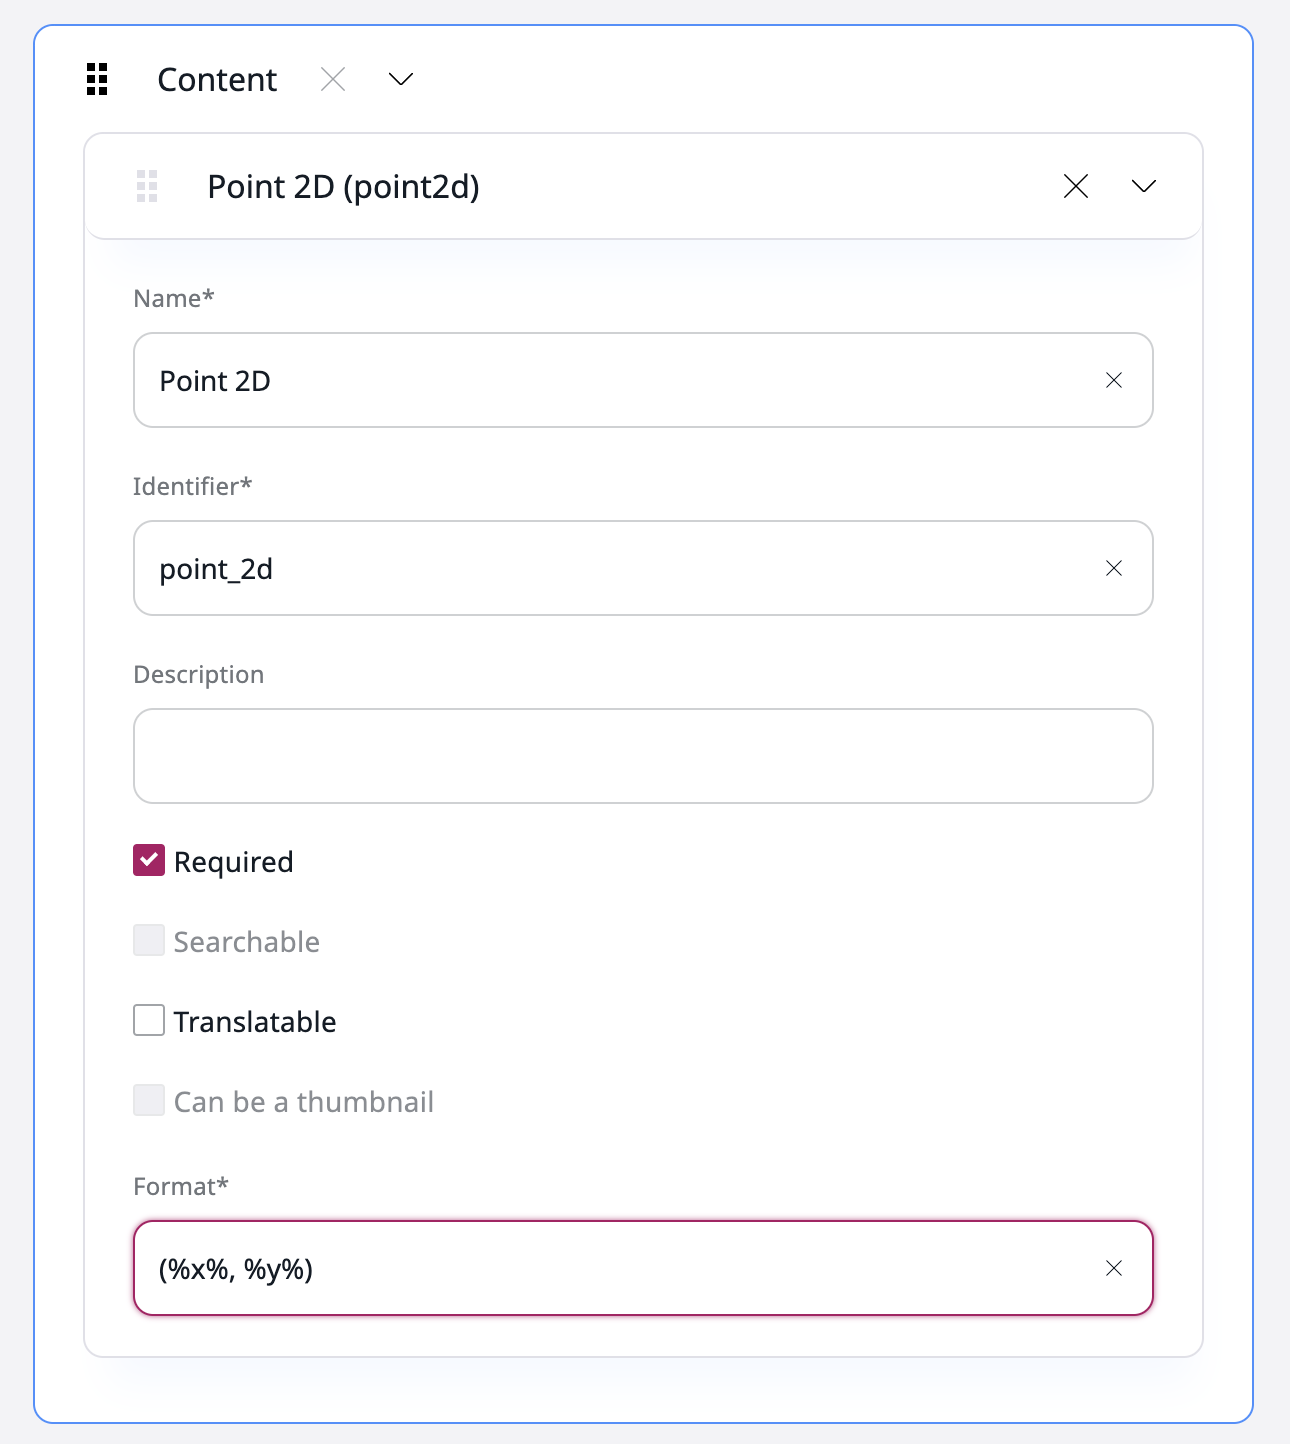 Content
Point 2D (point2d)
Name*
Point 2D
Identifier*
point_2d
Description
Required
Searchable
Translatable
Can be a thumbnail
Format*
(%x%, %y%)